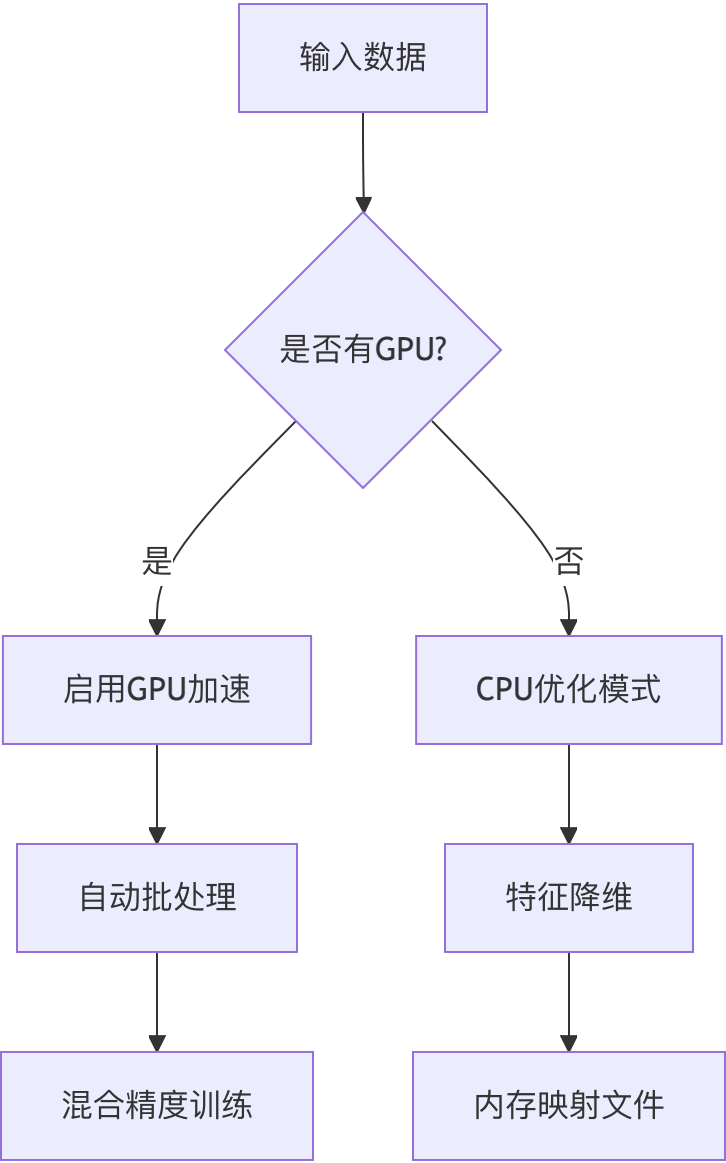 输入数据
是否有GPU?
是
否
启用GPU加速
CPU优化模式
自动批处理
特征降维
混合精度训练
内存映射文件